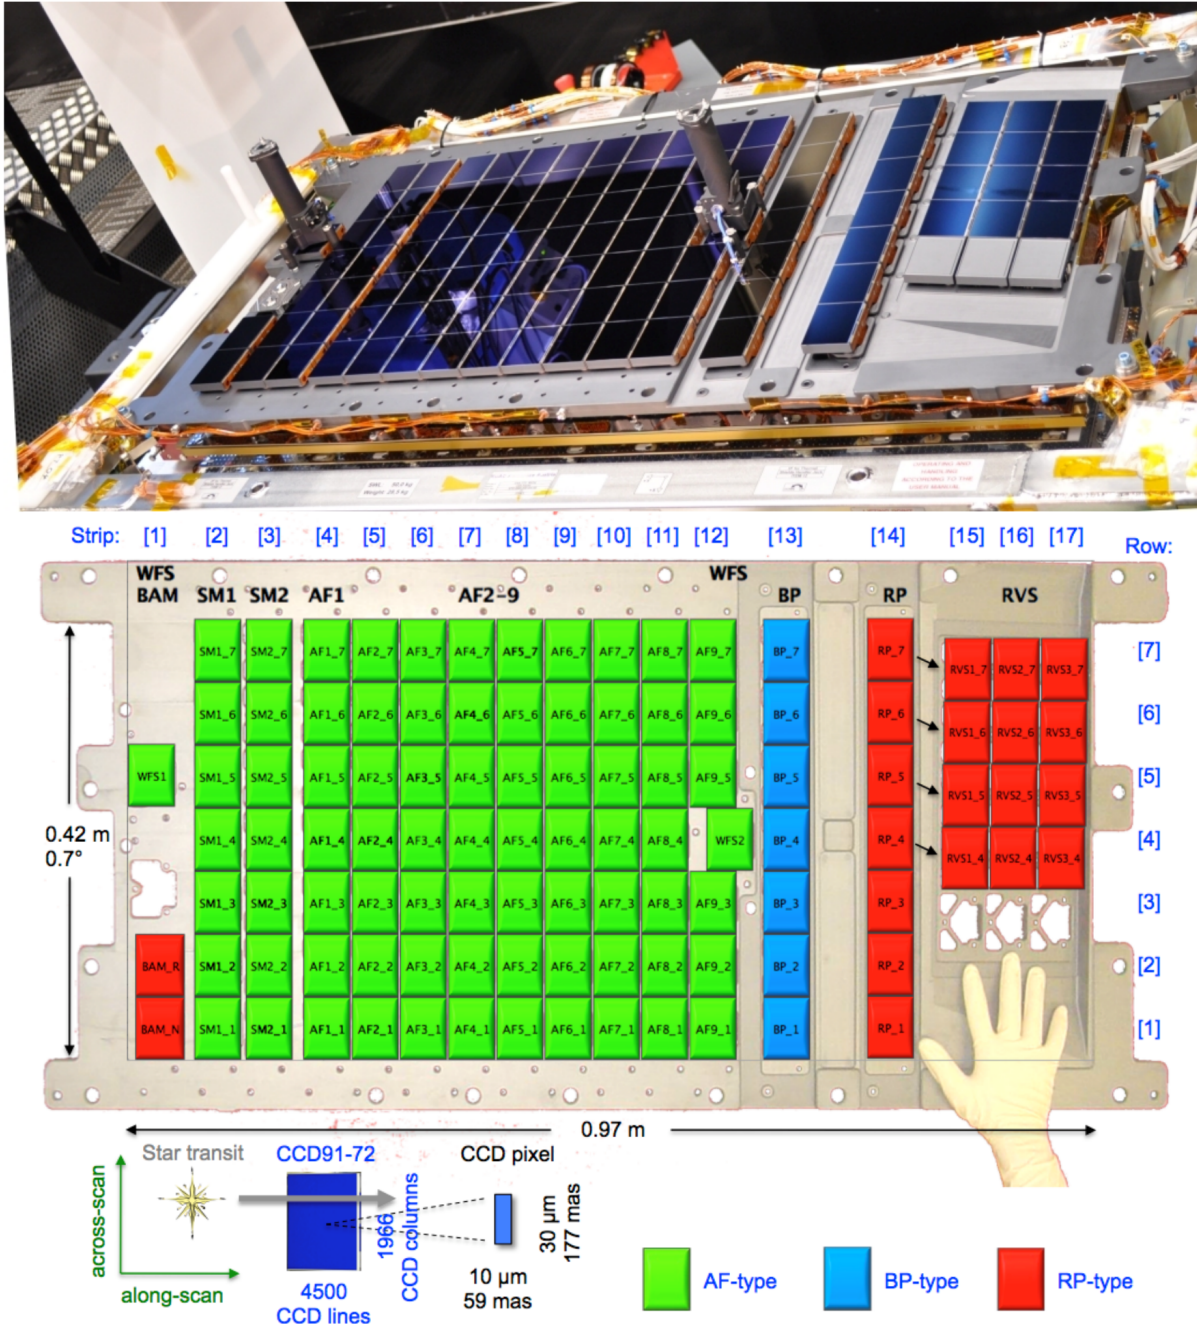 OPERATING AND
HANDLING
ACCORDING TO THE
USER MANUAL
Strip: [1] [2] [3] [4] [5] [6] [7] [8] [9] [10] [11] [12] [13] [14] [15] [16] [17] Row:
WFS WFS
BAM SM1 SM2 AF1 AF2-9 BP RP RVS
SM1_7 SM2_7 AF1_7 AF2_7 AF3_7 AF4_7 AF5_7 AF6_7 AF7_7 AF8_7 AF9_7 BP_7 RP_7 RVS1_7 RVS2_7 RVS3_7 [7]
SM1_6 SM2_6 AF1_6 AF2_6 AF3_6 AF4_6 AF5_6 AF6_6 AF7_6 AF8_6 AF9_6 BP_6 RP_6 RVS1_6 RVS2_6 RVS3_6 [6]
WFS1 SM1_5 SM2_5 AF1_5 AF2_5 AF3_5 AF4_5 AF5_5 AF6_5 AF7_5 AF8_5 AF9_5 BP_5 RP_5 RVS1_5 RVS2_5 RVS3_5 [5]
0.42 m
0.7°
SM1_4 SM2_4 AF1_4 AF2_4 AF3_4 AF4_4 AF5_4 AF6_4 AF7_4 AF8_4 WFS2 BP_4 RP_4 RVS1_4 RVS2_4 RVS3_4 [4]
SM1_3 SM2_3 AF1_3 AF2_3 AF3_3 AF4_3 AF5_3 AF6_3 AF7_3 AF8_3 AF9_3 BP_3 RP_3 [3]
BAM_R SM1_2 SM2_2 AF1_2 AF2_2 AF3_2 AF4_2 AF5_2 AF6_2 AF7_2 AF8_2 AF9_2 BP_2 RP_2 [2]
BAM_N SM1_1 SM2_1 AF1_1 AF2_1 AF3_1 AF4_1 AF5_1 AF6_1 AF7_1 AF8_1 AF9_1 BP_1 RP_1 [1]
0.97 m
Star transit CCD91-72 CCD pixel
across-scan
along-scan
1966
CCD columns
4500
CCD lines
30 µm
177 mas
10 µm
59 mas
AF-type BP-type RP-type